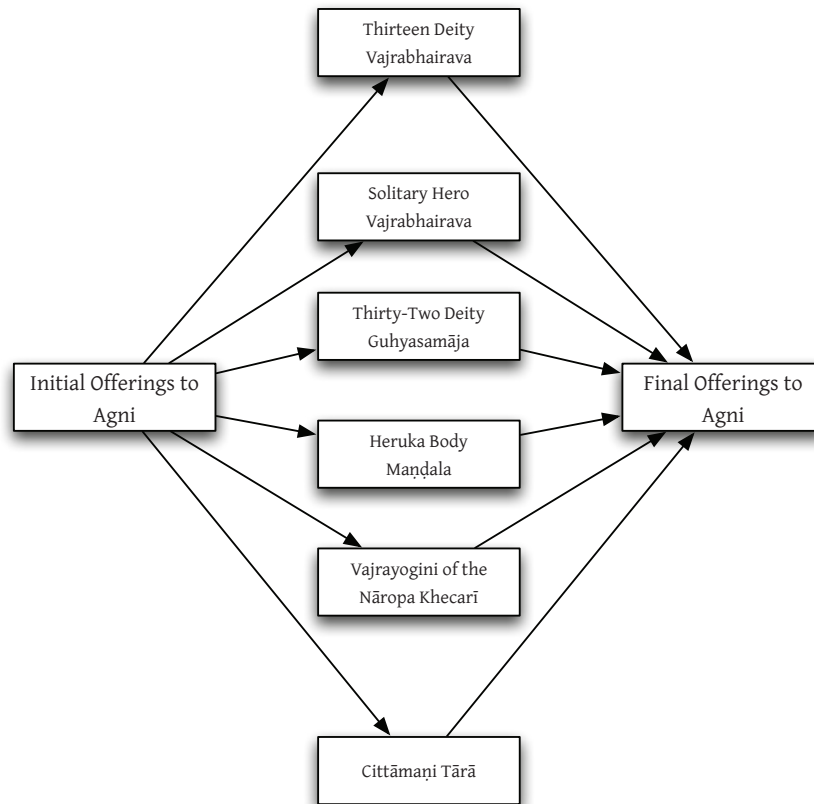 Thirteen Deity
Vajrabhairava
Solitary Hero
Vajrabhairava
Thirty-Two Deity
Guhyasamāja
Initial Offerings to
Agni
Final Offerings to
Agni
Heruka Body
Maṇḍala
Vajrayogini of the
Nāropa Khecarī
Cittāmaṇi Tārā